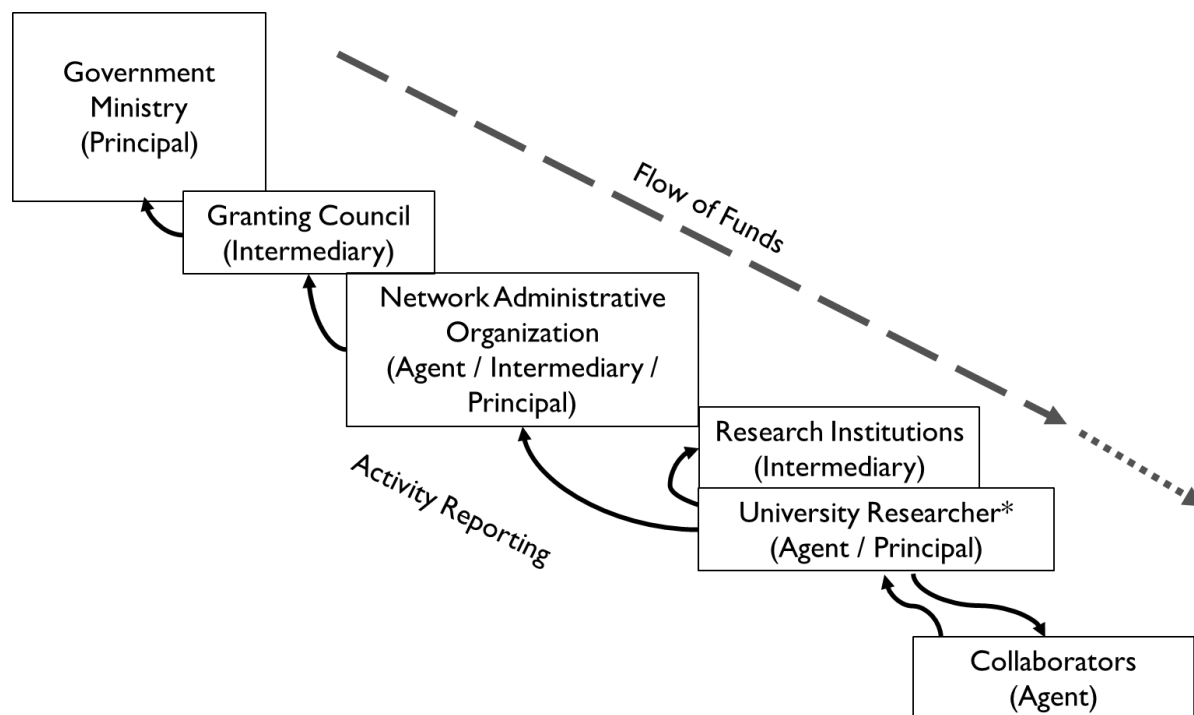 Government
Ministry
(Principal)
Flow of Funds
Granting Council
(Intermediary)
Network Administrative
Organization
(Agent / Intermediary /
Principal)
Research Institutions
(Intermediary)
Activity Reporting
University Researcher*
(Agent / Principal)
Collaborators
(Agent)